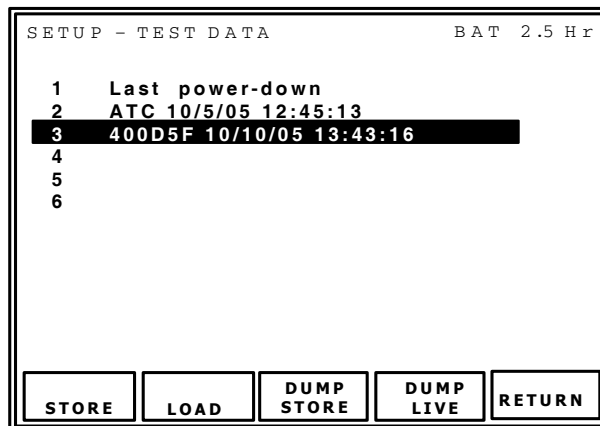 SETUP – TEST DATA BAT 2.5 Hr
1 Last power-down
2 ATC 10/5/05 12:45:13
3 400D5F 10/10/05 13:43:16
4
5
6
STORE LOAD DUMP STORE DUMP LIVE RETURN